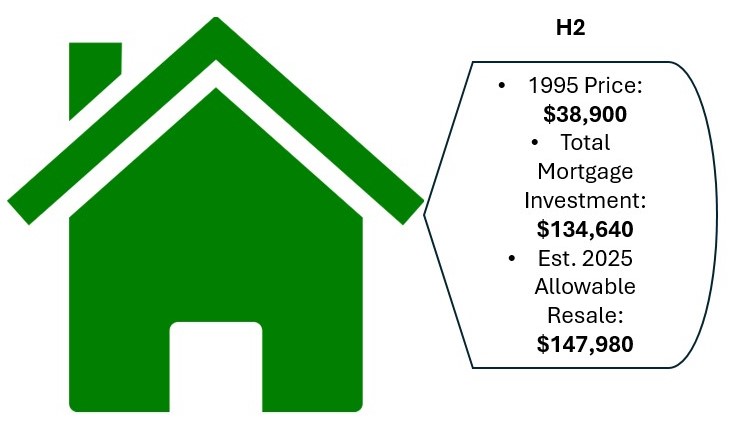 H2
• 1995 Price:
$38,900
• Total
Mortgage
Investment:
$134,640
• Est. 2025
Allowable
Resale:
$147,980